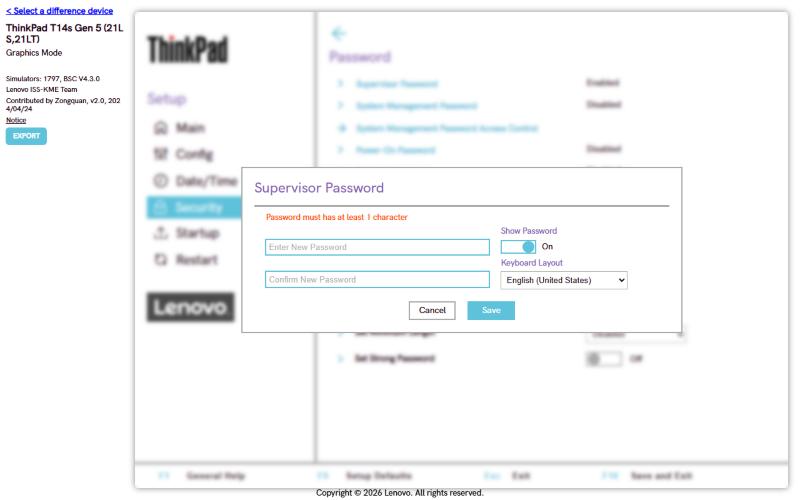 < Select a difference device
ThinkPad T14s Gen 5 (21L
S,21LT)
Graphics Mode
Simulators: 1797, BSC V4.3.0
Lenovo ISS-KME Team
Contributed by Zongquan, v2.0, 202
4/04/24
Notice
EXPORT
ThinkPad
Setup
Main
Config
Date/Time
Security
Startup
Restart
Lenovo
Password
Supervisor Password Enabled
System Management Password Disabled
System Management Password Access Control
Power-On Password Disabled
Supervisor Password
Password must has at least 1 character
Show Password
Enter New Password
On
Keyboard Layout
Confirm New Password
English (United States)
Cancel
Save
Set Minimum Length Disabled
Set Strong Password Off
F1 General Help
F9 Setup Defaults
Esc Exit
F10 Save and Exit
Copyright © 2026 Lenovo. All rights reserved.